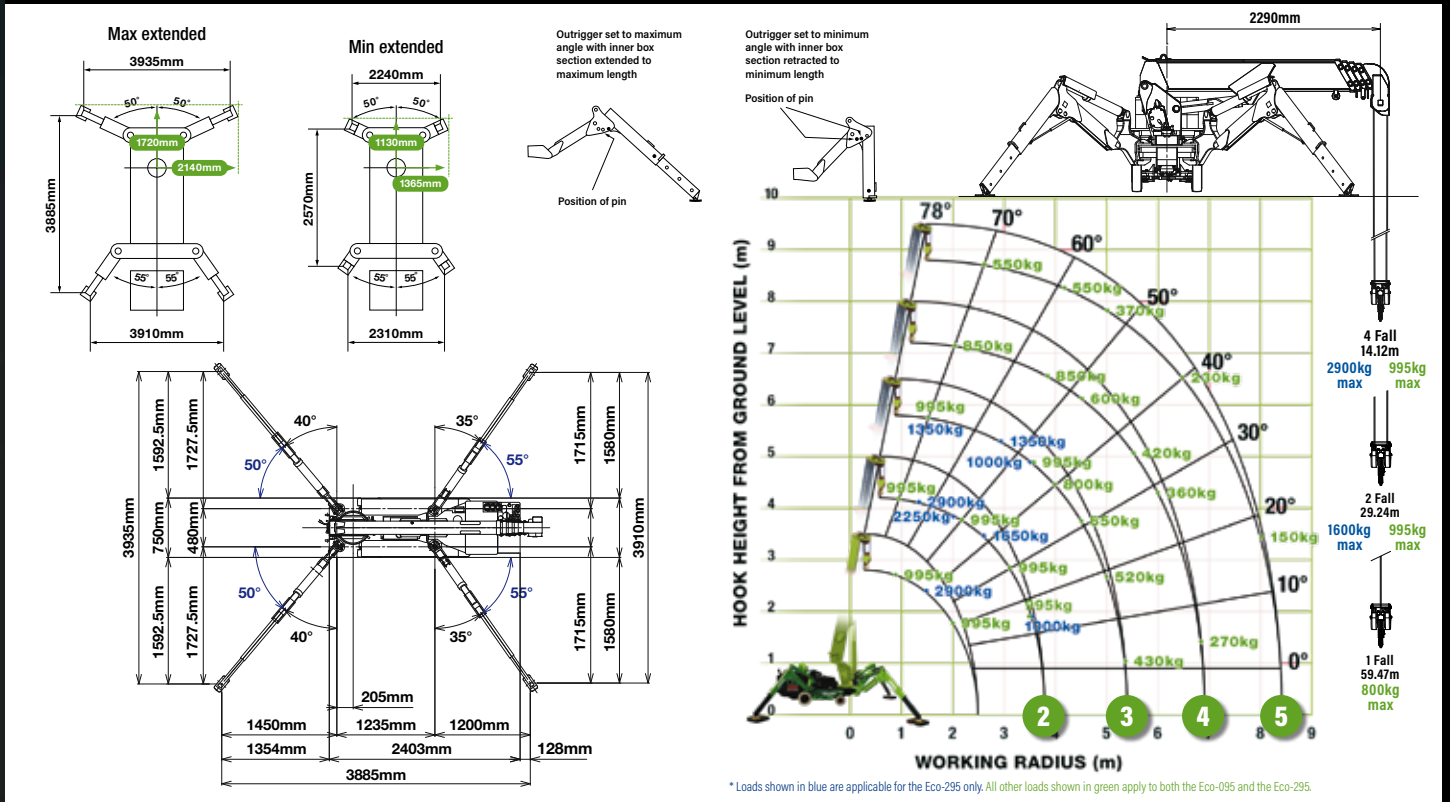 Max extended
3935mm
50°
50°
1720mm
2140mm
3885mm
55°
55°
3910mm
Min extended
2240mm
50°
50°
1130mm
1365mm
2570mm
55°
55°
2310mm
Outrigger set to maximum
angle with inner box
section extended to
maximum length
Position of pin
Outrigger set to minimum
angle with inner box
section retracted to
minimum length
Position of pin
2290mm
3935mm
1592.5mm
1727.5mm
750mm
480mm
1592.5mm
1727.5mm
40°
35°
50°
55°
50°
55°
40°
35°
1715mm
1580mm
3910mm
1715mm
1580mm
205mm
1450mm
1235mm
1200mm
1354mm
2403mm
128mm
3885mm
HOOK HEIGHT FROM GROUND LEVEL (m)
10
9
8
7
6
5
4
3
2
1
0
78°
70°
60°
50°
40°
30°
20°
10°
0°
550kg
550kg
370kg
230kg
150kg
850kg
850kg
600kg
420kg
360kg
270kg
995kg
1350kg
1350kg
1000kg
995kg
800kg
550kg
520kg
430kg
995kg
2900kg
2250kg
995kg
1650kg
995kg
995kg
1000kg
995kg
2900kg
995kg
2
3
4
5
0
1
2
3
4
5
6
7
8
9
WORKING RADIUS (m)
4 Fall
14.12m
2900kg 995kg
max max
2 Fall
29.24m
1600kg 995kg
max max
1 Fall
59.47m
800kg
max
* Loads shown in blue are applicable for the Eco-295 only. All other loads shown in green apply to both the Eco-095 and the Eco-295.